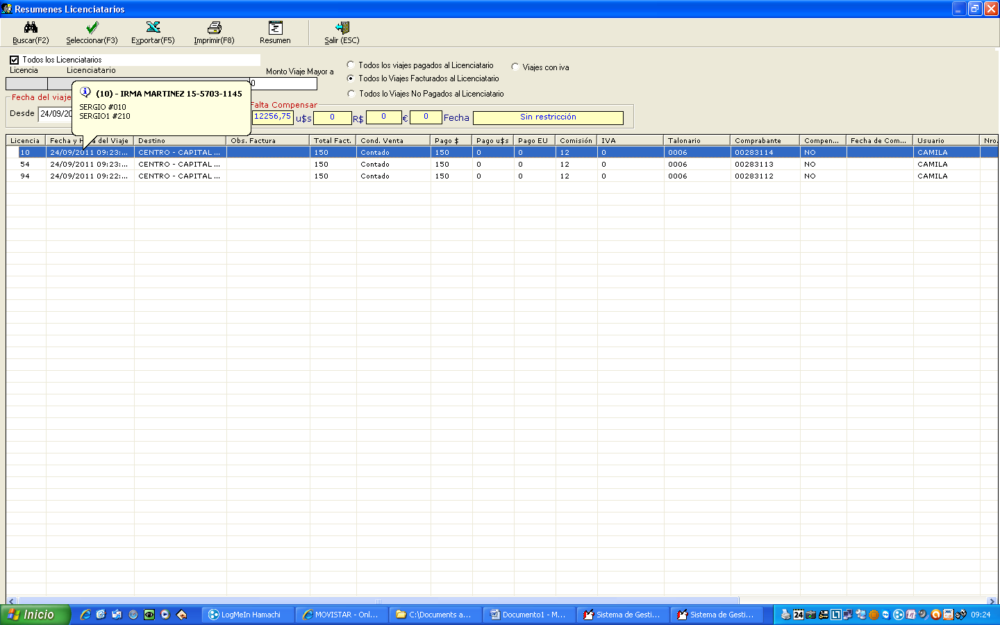 Resumenes Licenciatarios
Buscar(F2) Seleccionar(F3) Exportar(F5) Imprimir(F8) Resumen Salir (ESC)
Todos los Licenciatarios
Licencia Licenciatario Monto Viaje Mayor a
0
Todos los viajes pagados al Licenciatario
Viajes con iva
Todos lo Viajes Facturados al Licenciatario
Todos lo Viajes No Pagados al Licenciatario
(10) - IRMA MARTINEZ 15-5703-1145
SERGIO #010
SERGIO1 #210
Fecha del viaje
Desde 24/09/20
Falta Compensar
12256,75 u$s 0 R$ 0 € 0 Fecha Sin restricción
Licencia Fecha y H a del Viaje Destino Obs. Factura Total Fact. Cond. Venta Pago $ Pago u$s Pago EU Comisión IVA Talonario Comprabante Compen... Fecha de Com... Usuario Nro.
10 24/09/2011 09:23:... CENTRO - CAPITAL ... 150 Contado 150 0 0 12 0 0006 00283114 NO CAMILA
54 24/09/2011 09:23:... CENTRO - CAPITAL ... 150 Contado 150 0 0 12 0 0006 00283113 NO CAMILA
94 24/09/2011 09:22:... CENTRO - CAPITAL ... 150 Contado 150 0 0 12 0 0006 00283112 NO CAMILA
Inicio LogMeIn Hamachi MOVISTAR - Onl... C:\Documents a... Documento1 - M... Sistema de Gesti... Sistema de Gesti... 24 09:24